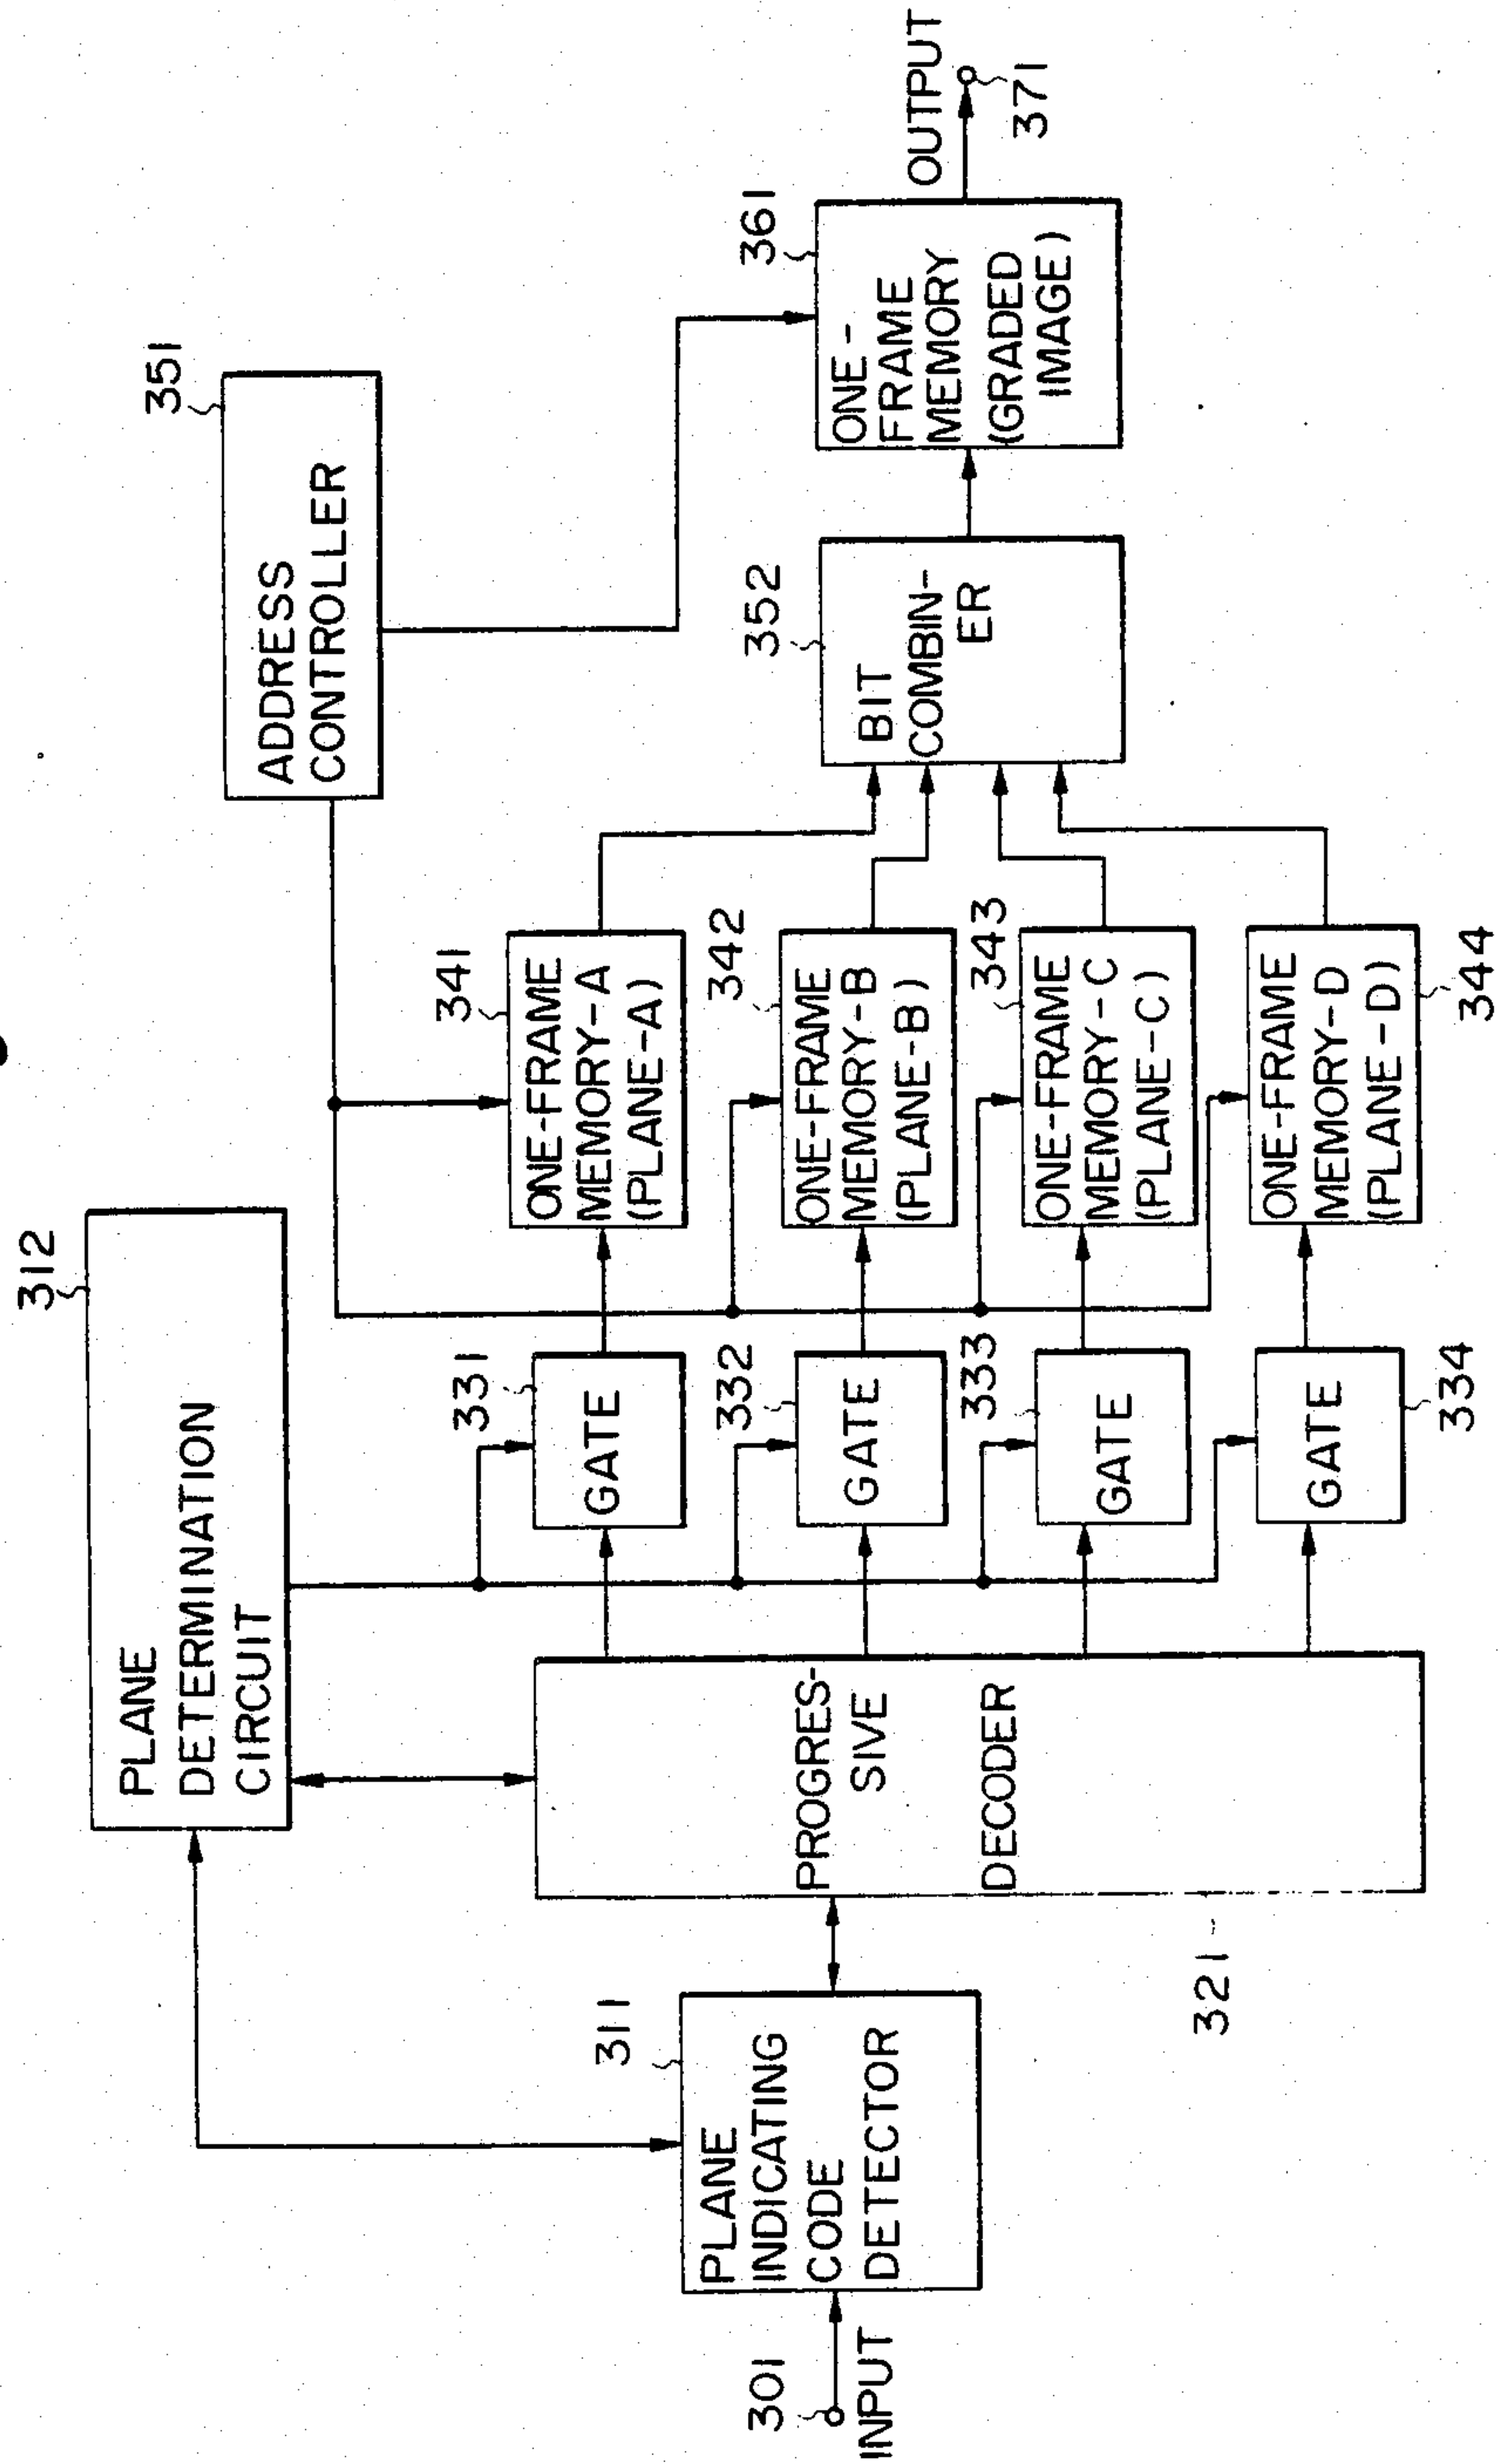 312
PLANE
DETERMINATION
CIRCUIT
351
ADDRESS
CONTROLLER
331
GATE
341
ONE-FRAME
MEMORY-A
(PLANE-A)
332
GATE
342
ONE-FRAME
MEMORY-B
(PLANE-B)
333
GATE
343
ONE-FRAME
MEMORY-C
(PLANE-C)
GATE
334
ONE-FRAME
MEMORY-D
(PLANE-D)
344
301
INPUT
311
PLANE
INDICATING
CODE
DETECTOR
PROGRES-
SIVE
DECODER
321
352
BIT
COMBIN-
ER
361
ONE-
FRAME
MEMORY
(GRADED
IMAGE)
OUTPUT
371